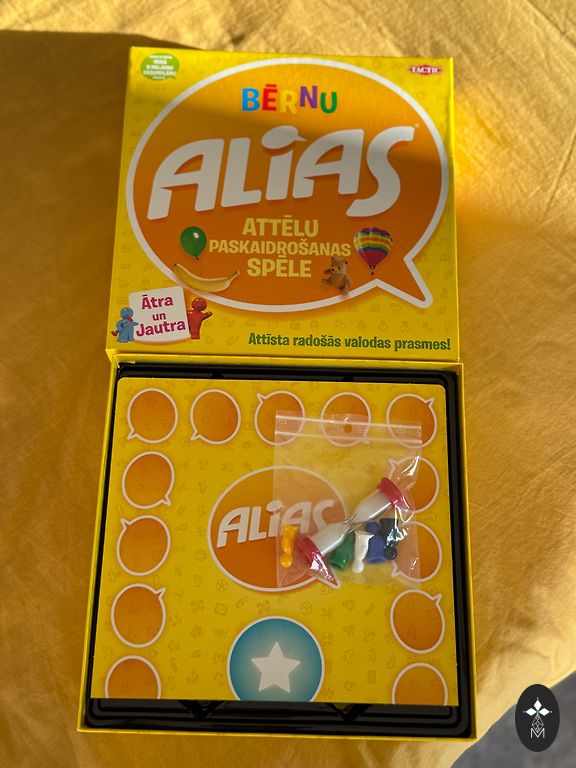 TACTIC
BĒRNU
ALIAS
ATTĒLU
PASKAIDROŠANAS
SPĒLE
Ātra
un
Jautra
Attīsta radošās valodas prasmes!
ALIAS
M